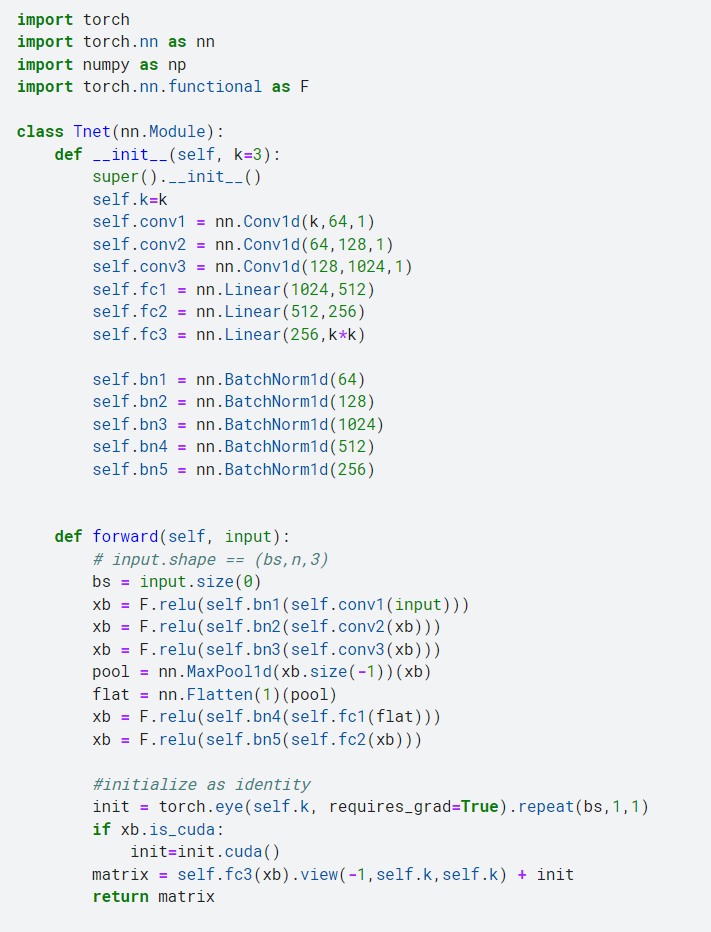 import torch
import torch.nn as nn
import numpy as np
import torch.nn.functional as F

class Tnet(nn.Module):
    def __init__(self, k=3):
        super().__init__()
        self.k=k
        self.conv1 = nn.Conv1d(k,64,1)
        self.conv2 = nn.Conv1d(64,128,1)
        self.conv3 = nn.Conv1d(128,1024,1)
        self.fc1 = nn.Linear(1024,512)
        self.fc2 = nn.Linear(512,256)
        self.fc3 = nn.Linear(256,k*k)

        self.bn1 = nn.BatchNorm1d(64)
        self.bn2 = nn.BatchNorm1d(128)
        self.bn3 = nn.BatchNorm1d(1024)
        self.bn4 = nn.BatchNorm1d(512)
        self.bn5 = nn.BatchNorm1d(256)


    def forward(self, input):
        # input.shape == (bs,n,3)
        bs = input.size(0)
        xb = F.relu(self.bn1(self.conv1(input)))
        xb = F.relu(self.bn2(self.conv2(xb)))
        xb = F.relu(self.bn3(self.conv3(xb)))
        pool = nn.MaxPool1d(xb.size(-1))(xb)
        flat = nn.Flatten(1)(pool)
        xb = F.relu(self.bn4(self.fc1(flat)))
        xb = F.relu(self.bn5(self.fc2(xb)))

        #initialize as identity
        init = torch.eye(self.k, requires_grad=True).repeat(bs,1,1)
        if xb.is_cuda:
            init=init.cuda()
        matrix = self.fc3(xb).view(-1,self.k,self.k) + init
        return matrix